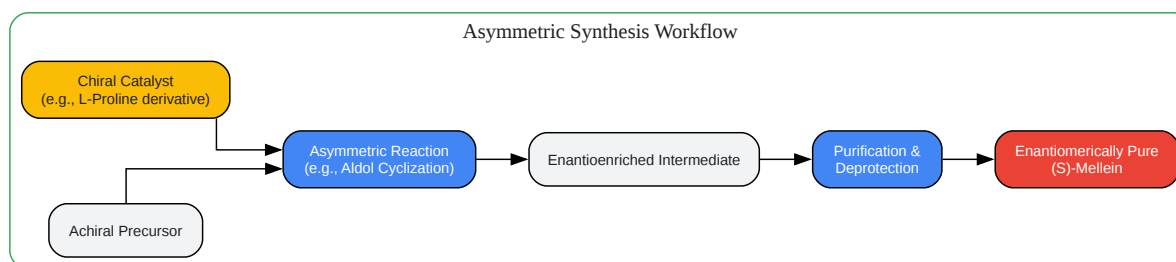 Asymmetric Synthesis Workflow
Chiral Catalyst
(e.g., L-Proline derivative)
Asymmetric Reaction
(e.g., Aldol Cyclization)
Enantioenriched Intermediate
Purification &
Deprotection
Enantiomerically Pure
(S)-Mellein
Achiral Precursor